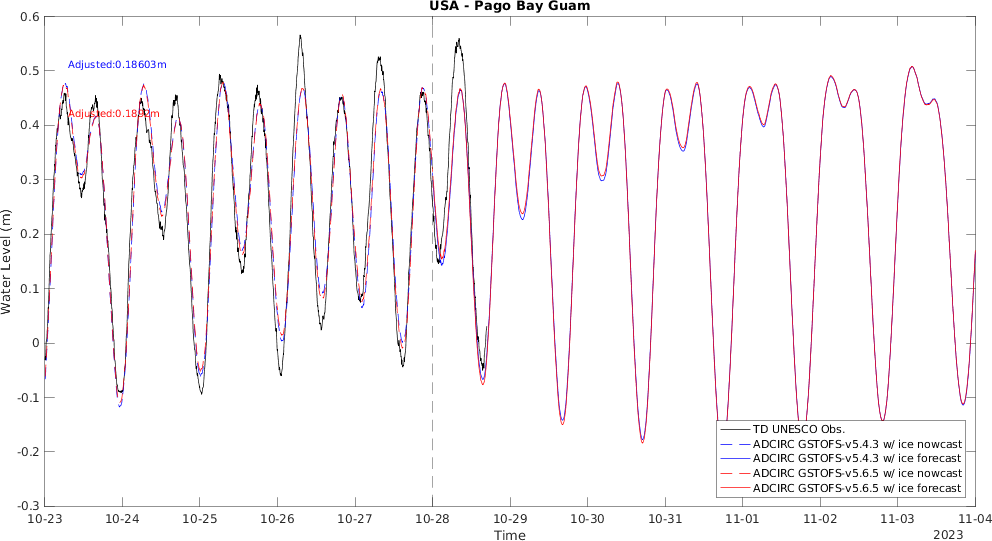 USA - Pago Bay Guam
0.6
0.5
0.4
0.3
0.2
0.1
0
-0.1
-0.2
-0.3
Water Level (m)
Adjusted:0.18603m
TD UNESCO Obs.
ADCIRC GSTOFS-v5.4.3 w/ ice nowcast
ADCIRC GSTOFS-v5.4.3 w/ ice forecast
ADCIRC GSTOFS-v5.6.5 w/ ice nowcast
ADCIRC GSTOFS-v5.6.5 w/ ice forecast
10-23 10-24 10-25 10-26 10-27 10-28 10-29 10-30 10-31 11-01 11-02 11-03 11-04
Time
2023